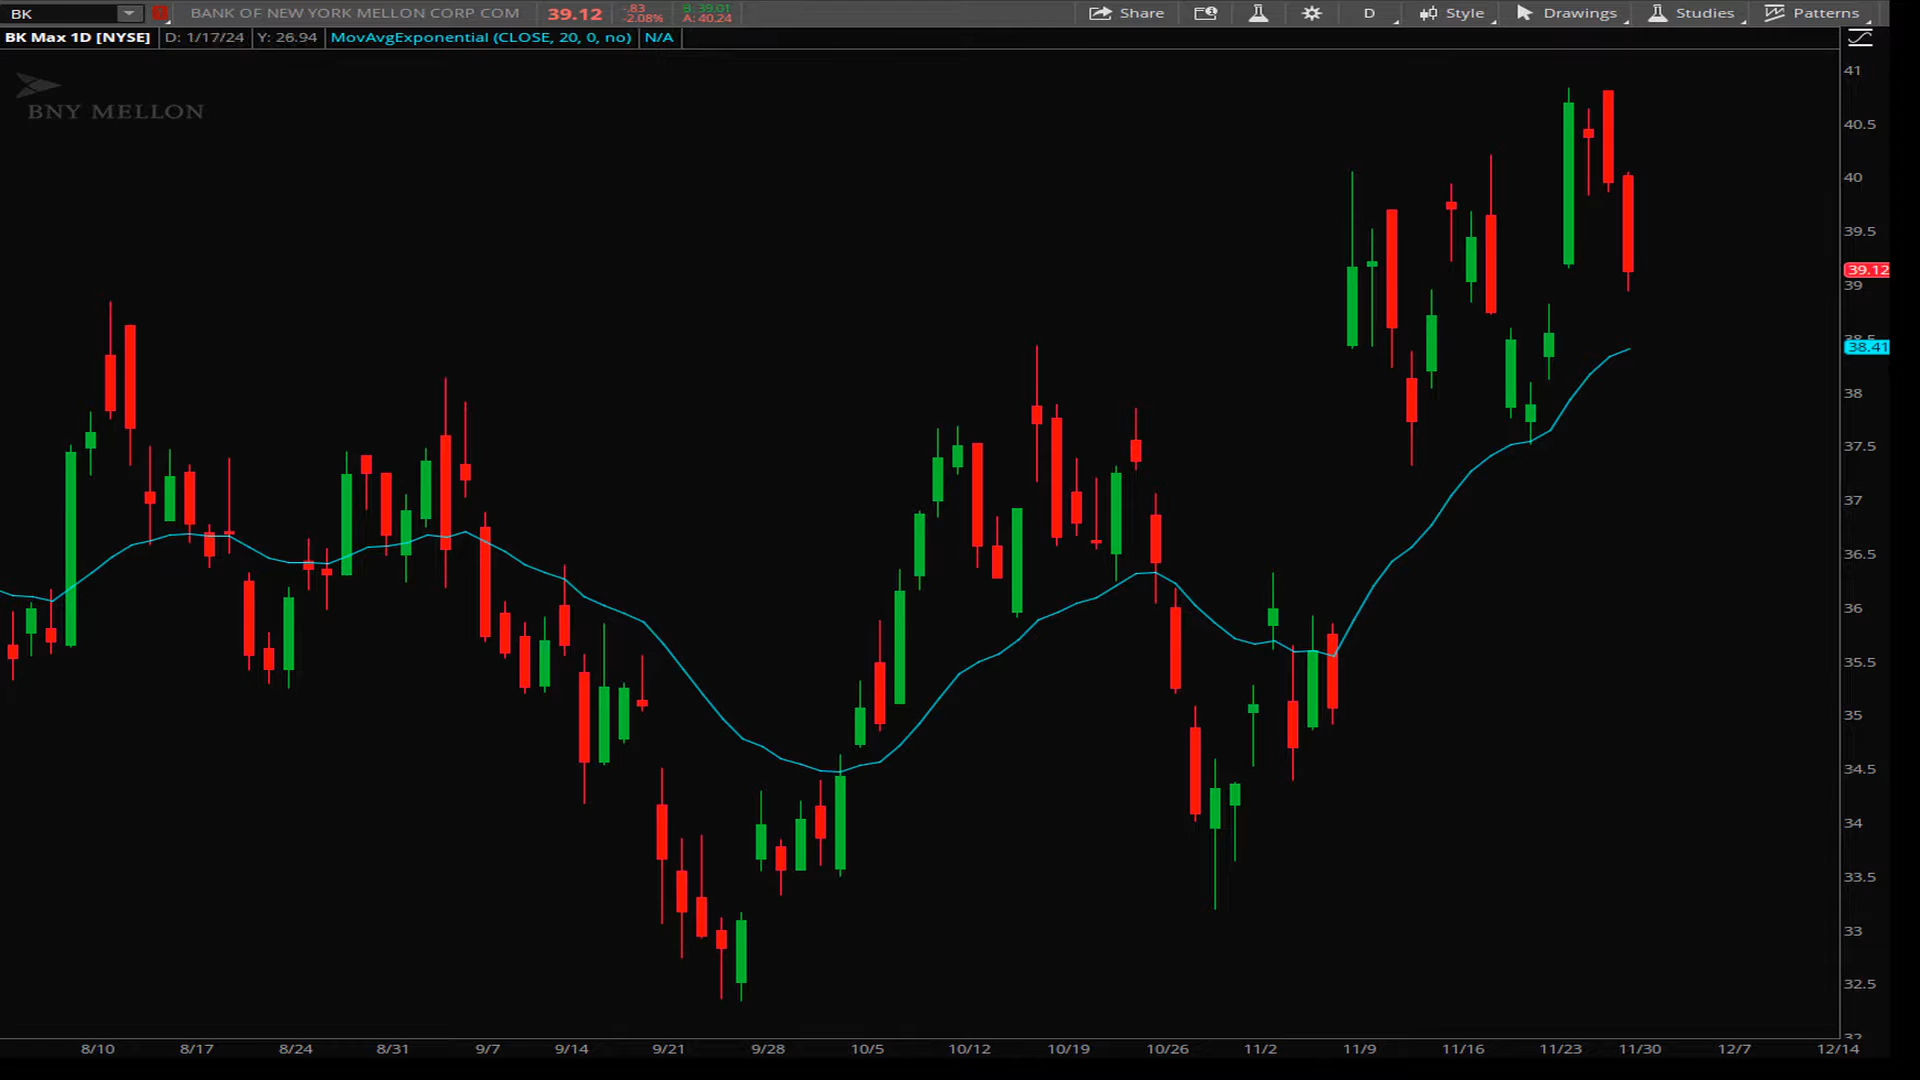 BK
BANK OF NEW YORK MELLON CORP COM
39.12
-.83
-2.08%
B: 39.01
A: 40.24
Share
D
Style
Drawings
Studies
Patterns
BK Max 1D [NYSE]
D: 1/17/24
Y: 26.94
MovAvgExponential (CLOSE, 20, 0, no)
N/A
BNY MELLON
41
40.5
40
39.5
39.12
39
38.5
38.41
38
37.5
37
36.5
36
35.5
35
34.5
34
33.5
33
32.5
32
8/10 8/17 8/24 8/31 9/7 9/14 9/21 9/28 10/5 10/12 10/19 10/26 11/2 11/9 11/16 11/23 11/30 12/7 12/14